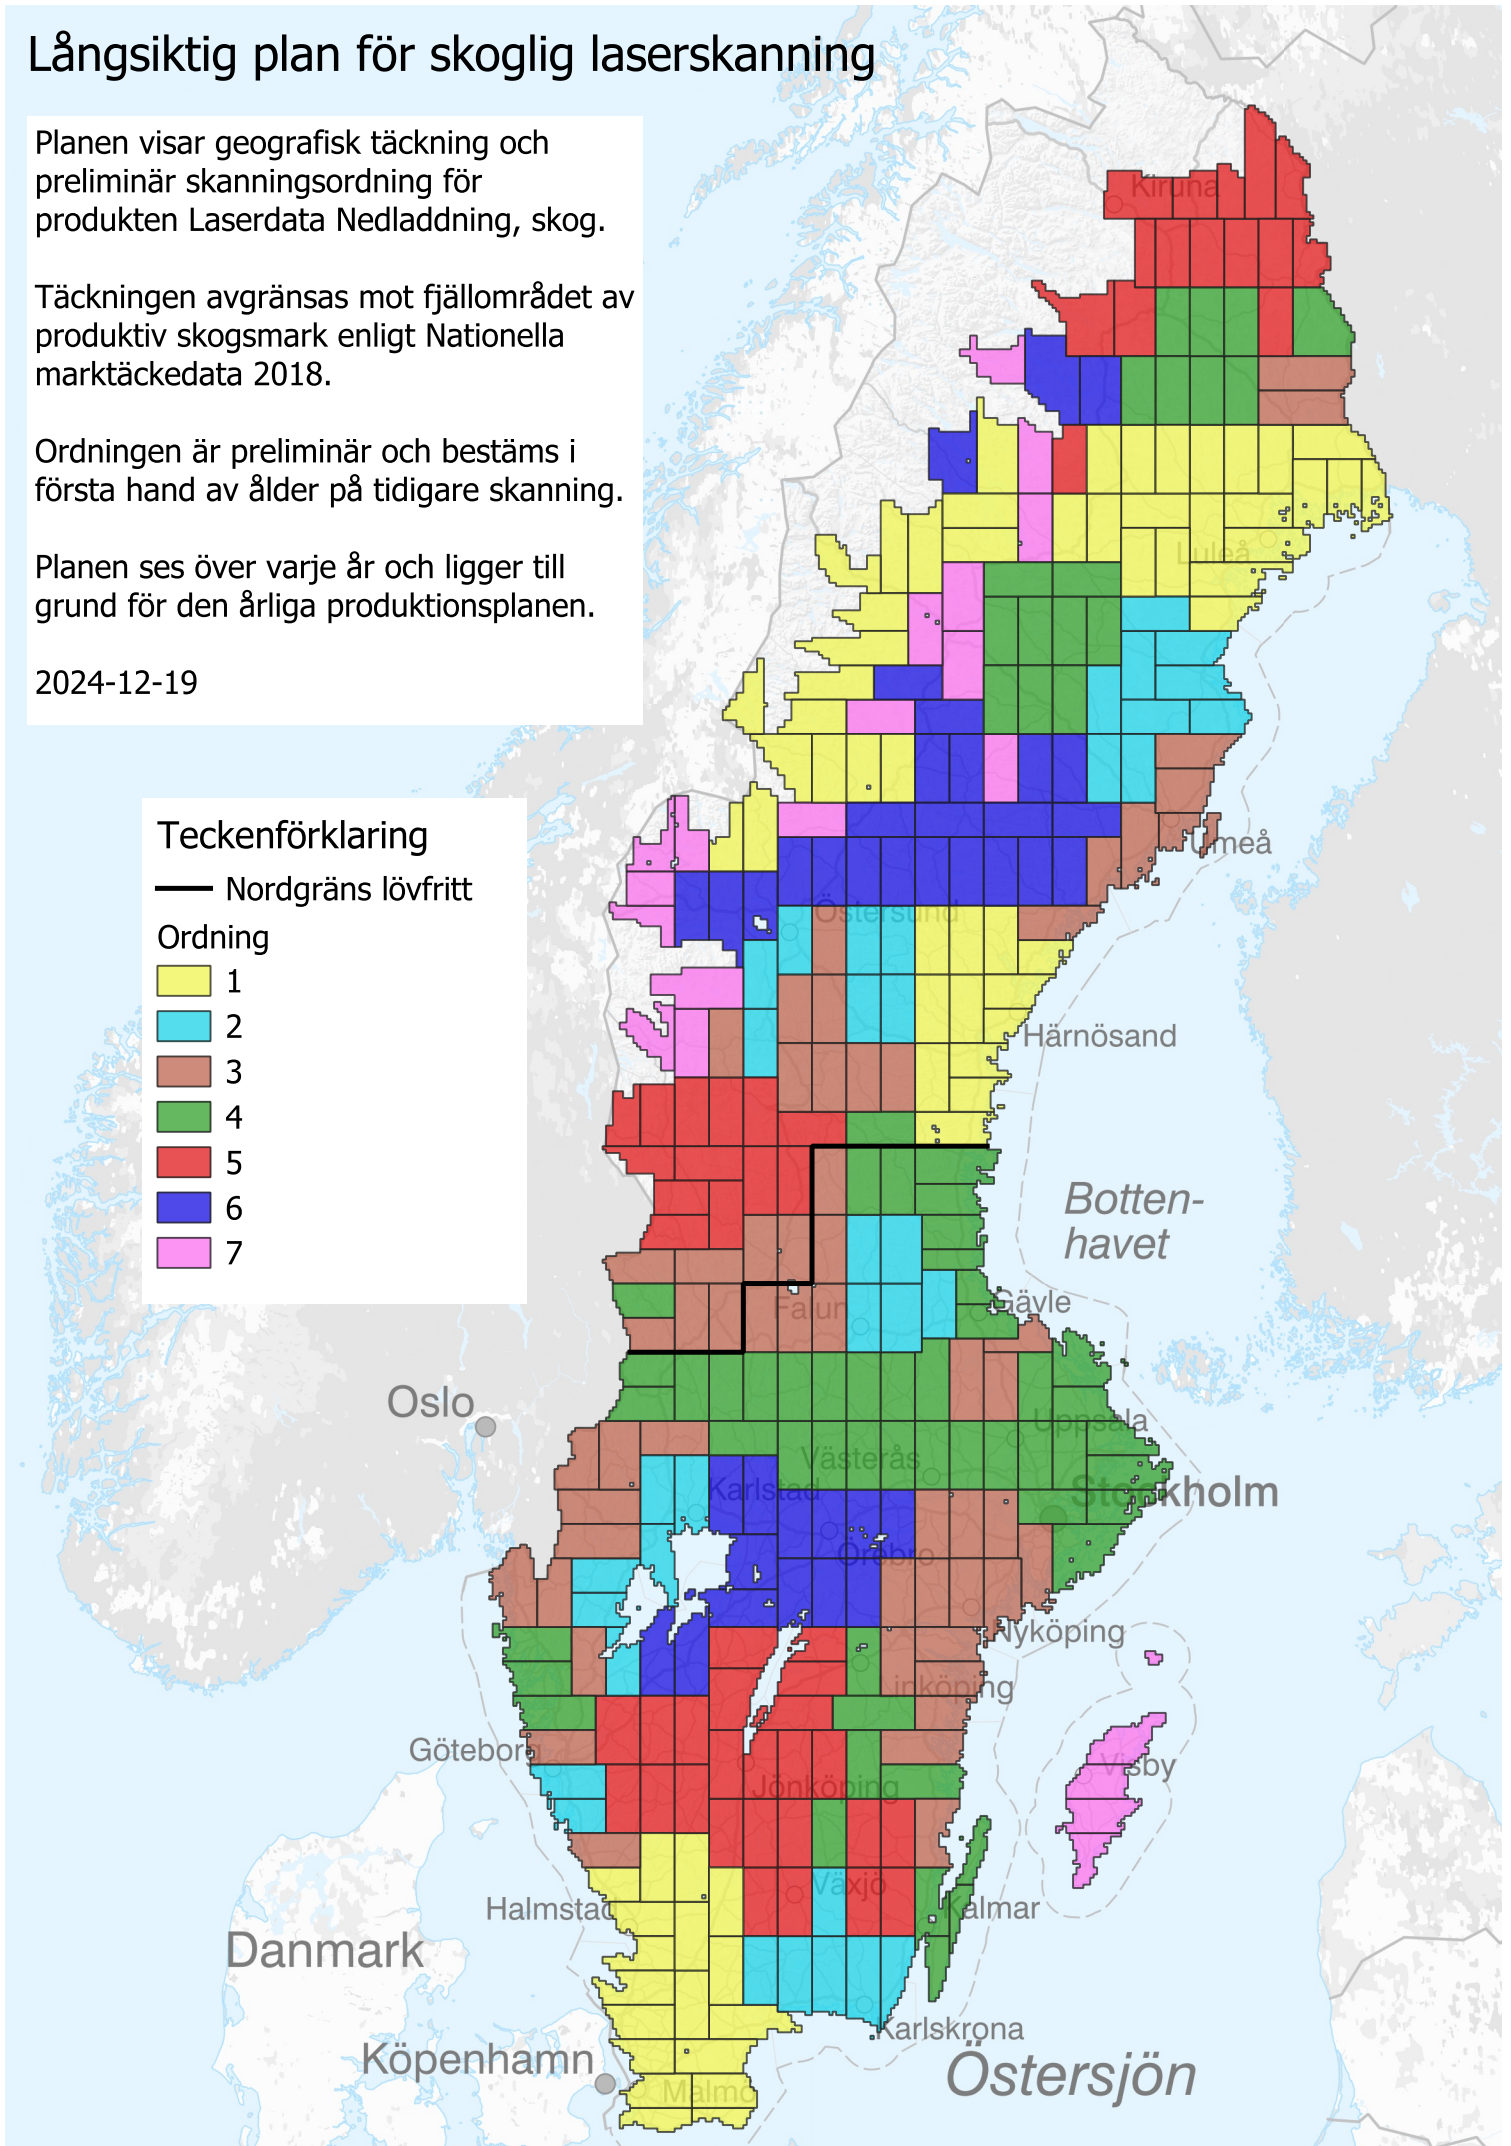 Långsiktig plan för skoglig laserskanning
Planen visar geografisk täckning och
preliminär skanningsordning för
produkten Laserdata Nedladdning, skog.
Täckningen avgränsas mot fjällområdet av
produktiv skogsmark enligt Nationella
marktäckedata 2018.
Ordningen är preliminär och bestäms i
första hand av ålder på tidigare skanning.
Planen ses över varje år och ligger till
grund för den årliga produktionsplanen.
2024-12-19
Teckenförklaring
Nordgräns lövfritt
Ordning
1
2
3
4
5
6
7
Kiruna
Luleå
Umeå
Östersund
Härnösand
Botten-
havet
Falun
Gävle
Oslo
Uppsala
Västerås
Karlstad
Stockholm
Örebro
Nyköping
Linköping
Göteborg
Visby
Jönköping
Växjö
Halmstad
Kalmar
Danmark
Karlskrona
Köpenhamn
Östersjön
Malmö